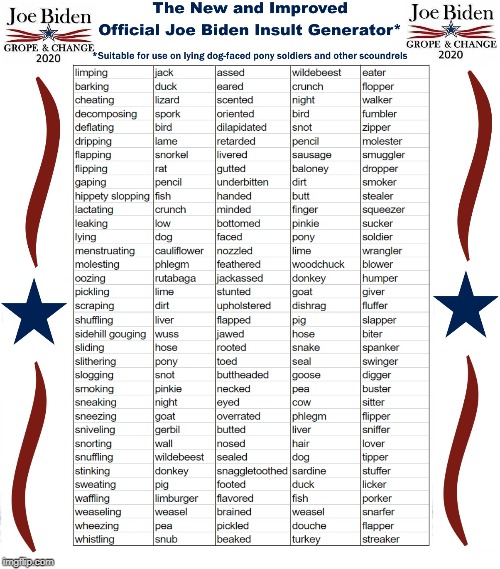 Joe Biden
GROPE & CHANGE
2020
The New and Improved
Official Joe Biden Insult Generator*
*Suitable for use on lying dog-faced pony soldiers and other scoundrels
Joe Biden
GROPE & CHANGE
2020
limping jack assed wildebeest eater
barking duck eared crunch flopper
cheating lizard scented night walker
decomposing spork oriented bird fumbler
deflating bird dilapidated snot zipper
dripping lame retarded pencil molester
flapping snorkel livered sausage smuggler
flipping rat gutted baloney dropper
gaping pencil underbitten dirt smoker
hippety slopping fish handed butt stealer
lactating crunch minded finger squeezer
leaking low bottomed pinkie sucker
lying dog faced pony soldier
menstruating cauliflower nozzled lime wrangler
molesting phlegm feathered woodchuck blower
oozing rutabaga jackassed donkey humper
pickling lime stunted goat giver
scraping dirt upholstered dishrag fluffer
shuffling liver flapped pig slapper
sidehill gouging wuss jawed hose biter
sliding hose rooted snake spanker
slithering pony toed seal swinger
slogging snot buttheaded goose digger
smoking pinkie necked pea buster
sneaking night eyed cow sitter
sneezing goat overrated phlegm flipper
sniveling gerbil butted liver sniffer
snorting wall nosed hair lover
snuffling wildebeest sealed dog tipper
stinking donkey snaggletoothed sardine stuffer
sweating pig footed duck licker
waffling limburger flavored fish porker
weaseling weasel brained weasel snarfer
wheezing pea pickled douche flapper
whistling snub beaked turkey streaker
imgflip.com